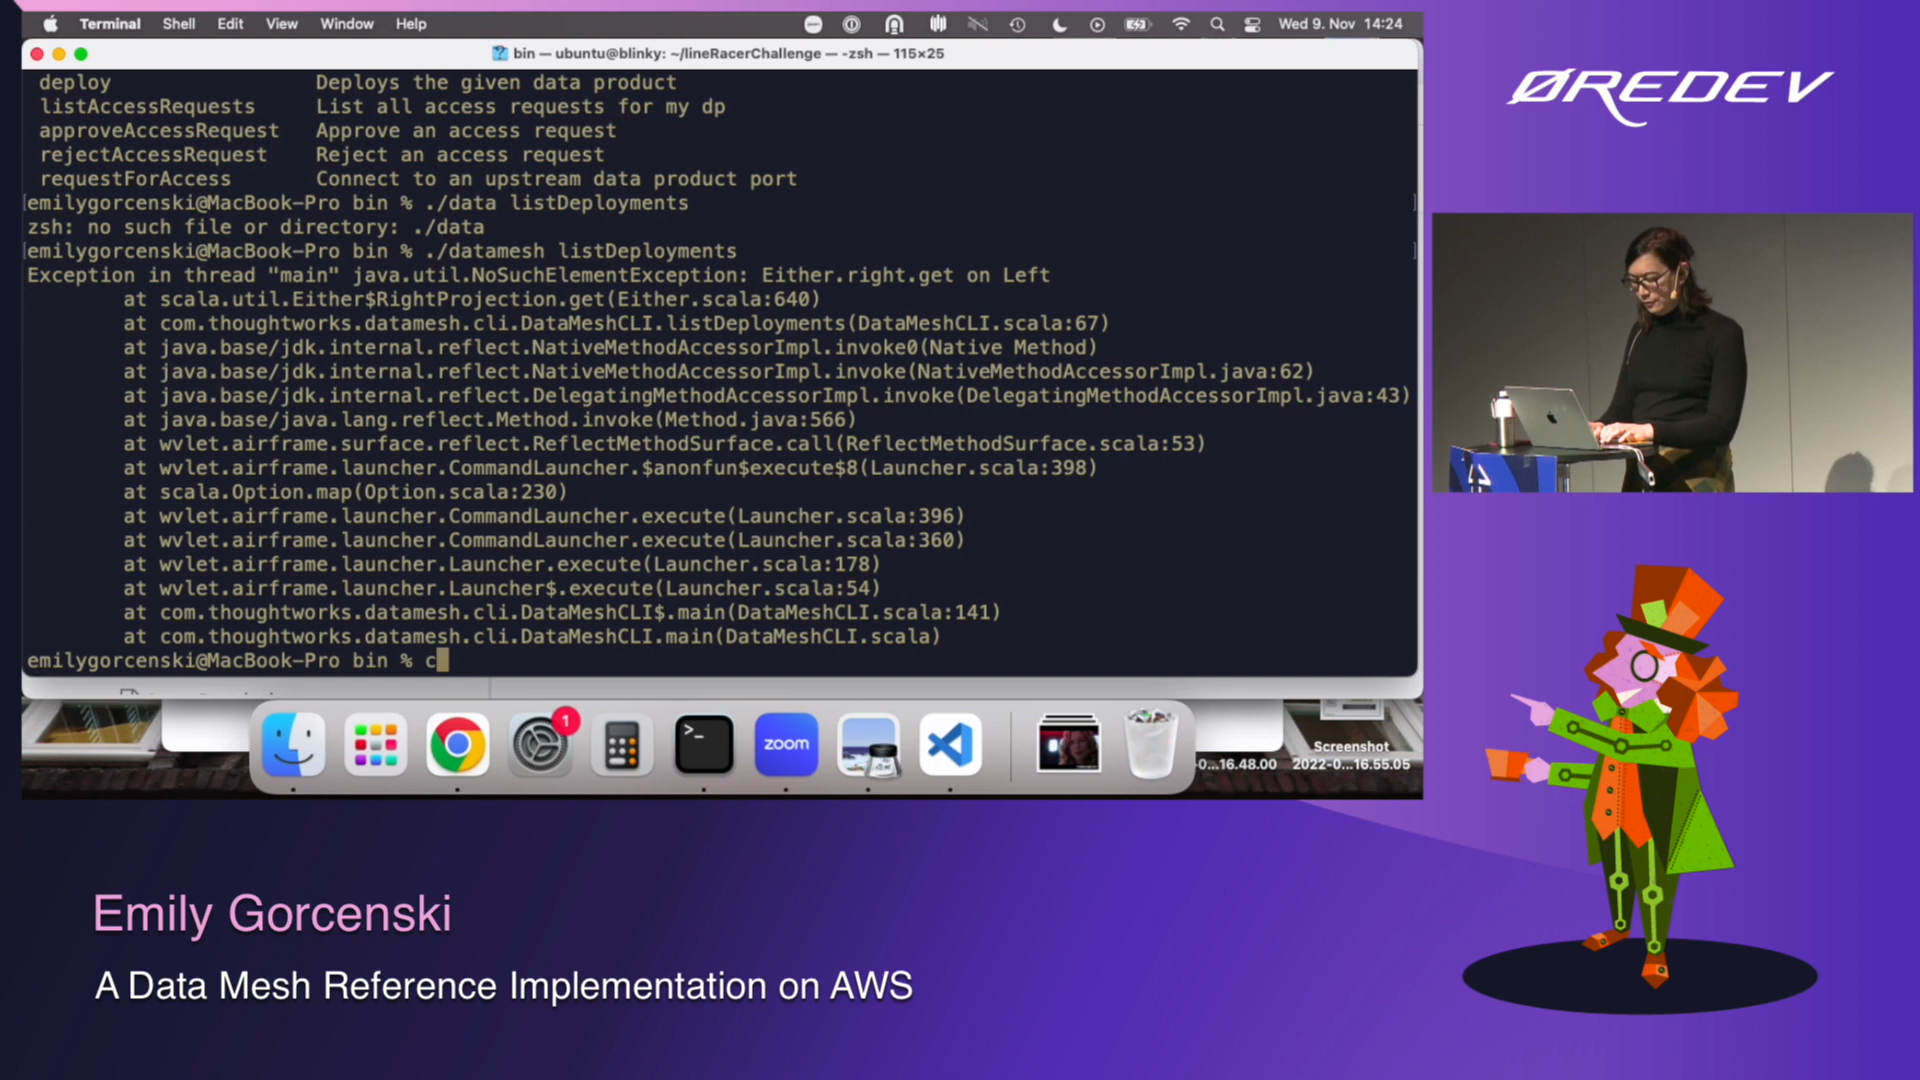 Terminal Shell Edit View Window Help Wed 9. Nov 14:24
bin — ubuntu@blinky: ~/lineRacerChallenge — -zsh — 115×25
deploy Deploys the given data product
listAccessRequests List all access requests for my dp
approveAccessRequest Approve an access request
rejectAccessRequest Reject an access request
requestForAccess Connect to an upstream data product port
[emilygorcenski@MacBook-Pro bin % ./data listDeployments ]
zsh: no such file or directory: ./data
[emilygorcenski@MacBook-Pro bin % ./datamesh listDeployments ]
Exception in thread "main" java.util.NoSuchElementException: Either.right.get on Left
at scala.util.Either$RightProjection.get(Either.scala:640)
at com.thoughtworks.datamesh.cli.DataMeshCLI.listDeployments(DataMeshCLI.scala:67)
at java.base/jdk.internal.reflect.NativeMethodAccessorImpl.invoke0(Native Method)
at java.base/jdk.internal.reflect.NativeMethodAccessorImpl.invoke(NativeMethodAccessorImpl.java:62)
at java.base/jdk.internal.reflect.DelegatingMethodAccessorImpl.invoke(DelegatingMethodAccessorImpl.java:43)
at java.base/java.lang.reflect.Method.invoke(Method.java:566)
at wvlet.airframe.surface.reflect.ReflectMethodSurface.call(ReflectMethodSurface.scala:53)
at wvlet.airframe.launcher.CommandLauncher.$anonfun$execute$8(Launcher.scala:398)
at scala.Option.map(Option.scala:230)
at wvlet.airframe.launcher.CommandLauncher.execute(Launcher.scala:396)
at wvlet.airframe.launcher.CommandLauncher.execute(Launcher.scala:360)
at wvlet.airframe.launcher.Launcher.execute(Launcher.scala:178)
at wvlet.airframe.launcher.Launcher$.execute(Launcher.scala:54)
at com.thoughtworks.datamesh.cli.DataMeshCLI$.main(DataMeshCLI.scala:141)
at com.thoughtworks.datamesh.cli.DataMeshCLI.main(DataMeshCLI.scala)
emilygorcenski@MacBook-Pro bin % c
1
>_
zoom
Screenshot
-0...16.48.00 2022-0...16.55.05
ØREDEV
Emily Gorcenski
A Data Mesh Reference Implementation on AWS